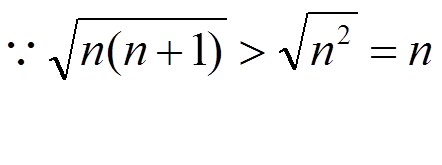 ∵ √n(n+1) > √n² = n